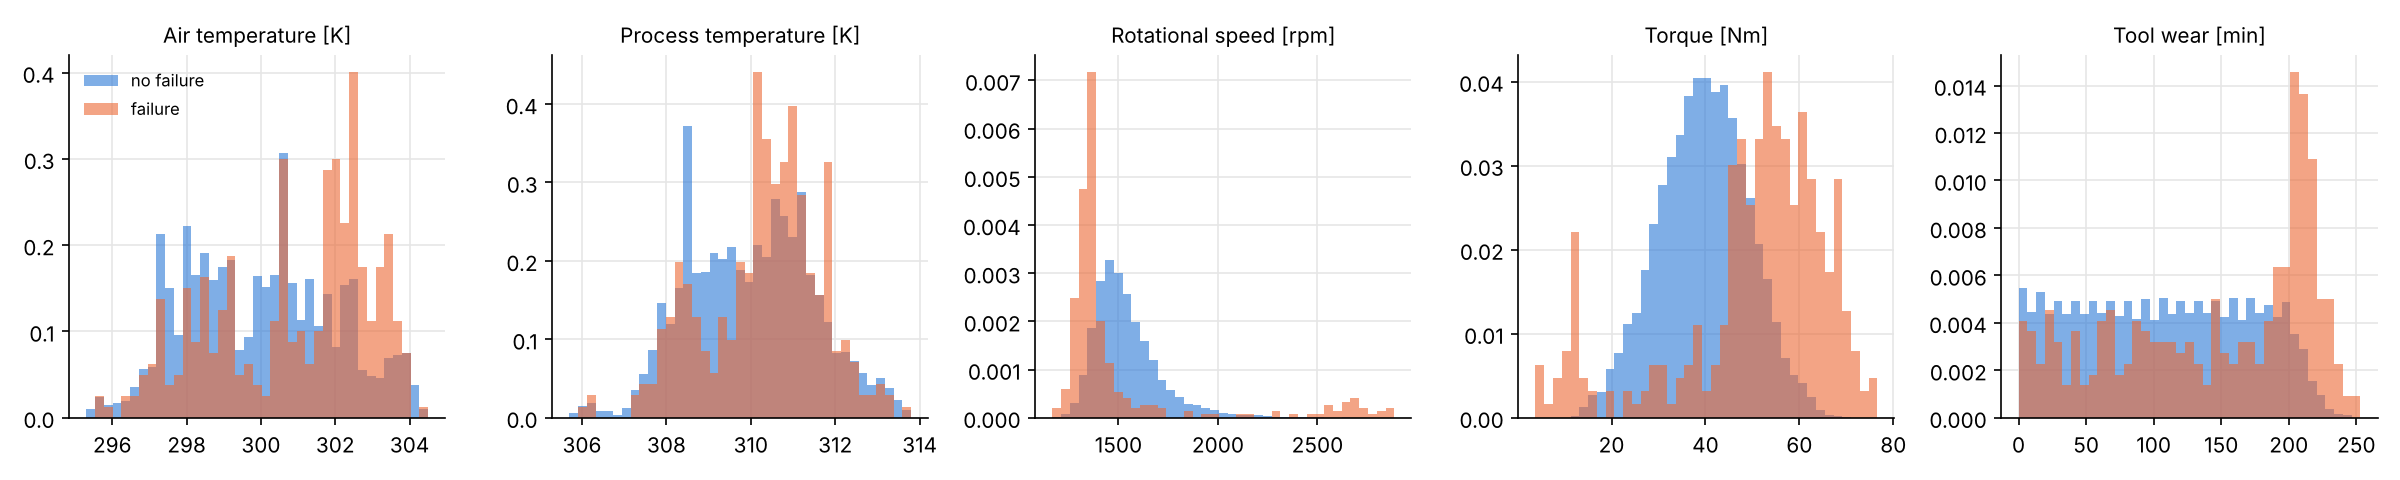 Air temperature [K]
0.4
0.3
0.2
0.1
0.0
no failure
failure
296 298 300 302 304
Process temperature [K]
0.4
0.3
0.2
0.1
0.0
306 308 310 312 314
Rotational speed [rpm]
0.007
0.006
0.005
0.004
0.003
0.002
0.001
0.000
1500 2000 2500
Torque [Nm]
0.04
0.03
0.02
0.01
0.00
20 40 60 80
Tool wear [min]
0.014
0.012
0.010
0.008
0.006
0.004
0.002
0.000
0 50 100 150 200 250